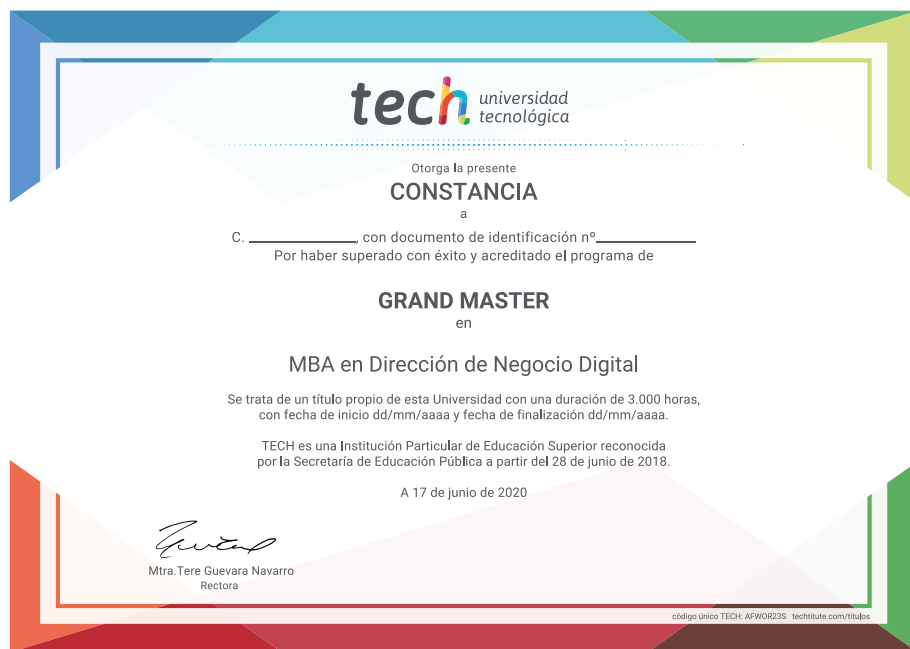 tech universidad
tecnológica
Otorga la presente
CONSTANCIA
a
C. ____________, con documento de identificación nº____________
Por haber superado con éxito y acreditado el programa de
GRAND MASTER
en
MBA en Dirección de Negocio Digital
Se trata de un título propio de esta Universidad con una duración de 3.000 horas,
con fecha de inicio dd/mm/aaaa y fecha de finalización dd/mm/aaaa.
TECH es una Institución Particular de Educación Superior reconocida
por la Secretaría de Educación Pública a partir del 28 de junio de 2018.
A 17 de junio de 2020
Mtra.Tere Guevara Navarro
Rectora
código único TECH: AFWOR23S techtitute.com/titulos